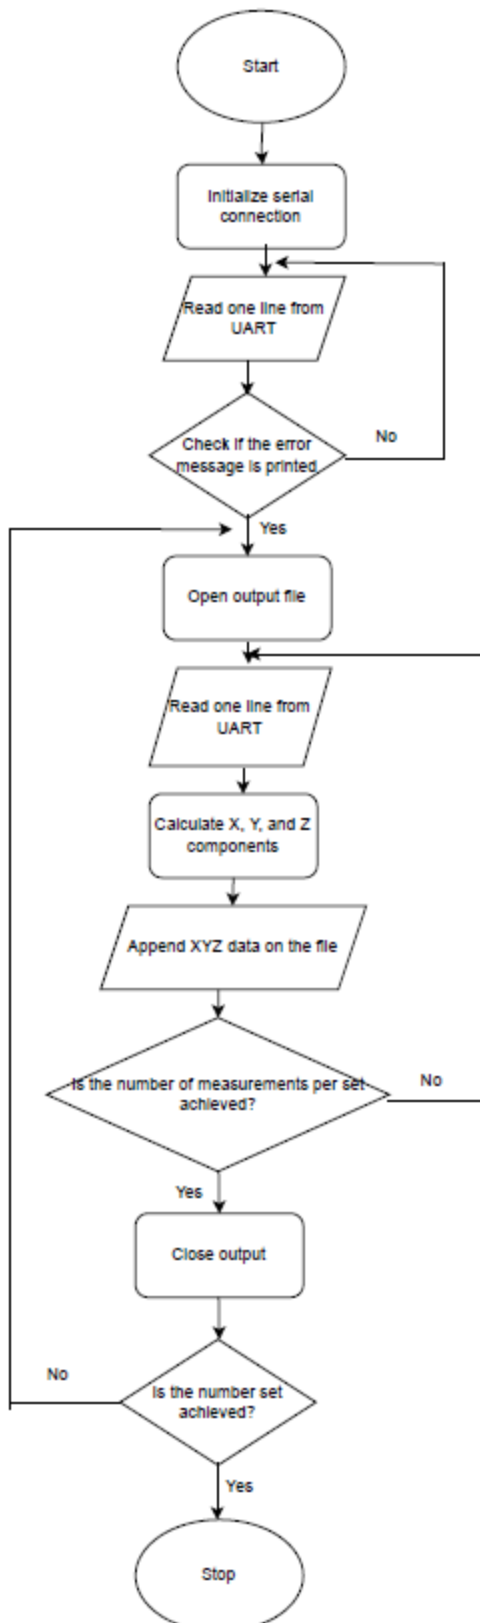 Start
Initialize serial
connection
Read one line from
UART
Check if the error
message is printed
No
Yes
Open output file
Read one line from
UART
Calculate X, Y, and Z
components
Append XYZ data on the file
Is the number of measurements per set
achieved?
No
Yes
Close output
Is the number set
achieved?
No
Yes
Stop